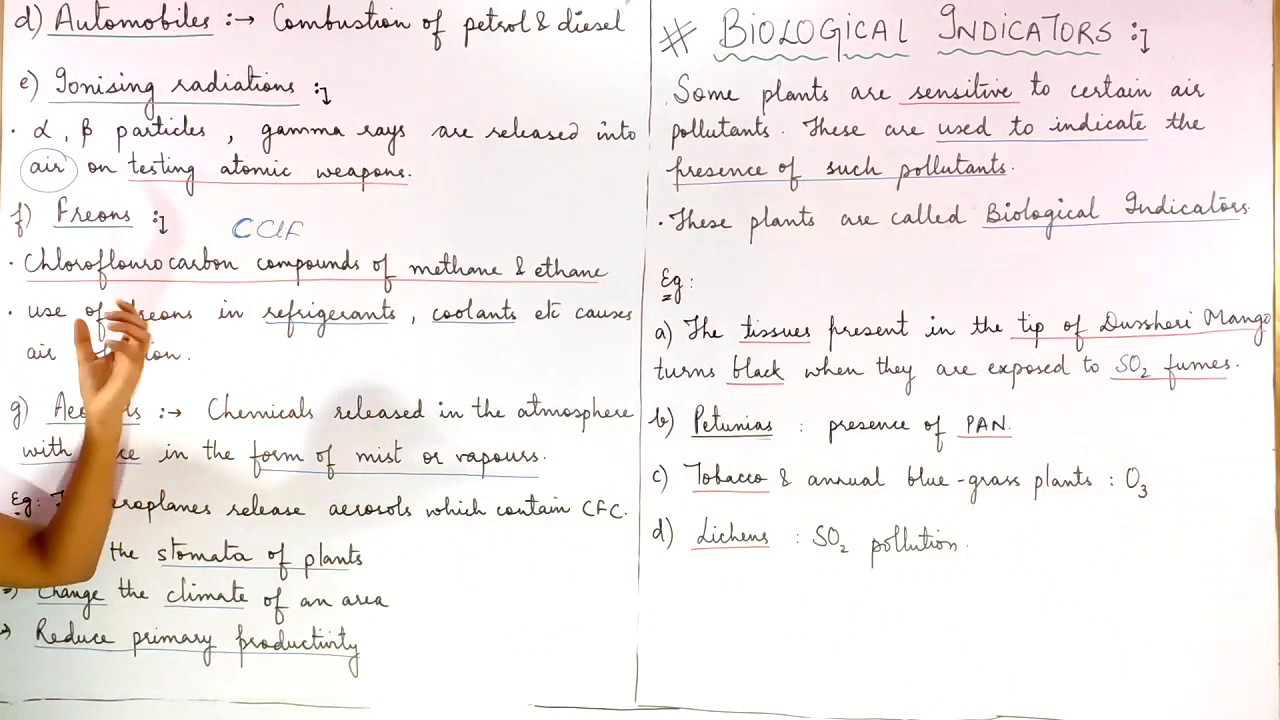 d) Automobiles :→ Combustion of petrol & diesel
e) Ionising radiations :↴
· α, β particles, gamma rays are released into
air on testing atomic weapons.
f) Freons :↴
CClF
· Chloroflourocarbon compounds of methane & ethane
· use of freons in refrigerants, coolants etc causes
air
g) :→ Chemicals released in the atmosphere
with in the form of mist or vapours.
Eg: release aerosols which contain CFC.
the stomata of plants
→) Change the climate of an area
→ Reduce primary productivity
# BIOLOGICAL INDICATORS :↴
Some plants are sensitive to certain air
pollutants. These are used to indicate the
presence of such pollutants.
· These plants are called Biological Indicators.
Eg:
a) The tissues present in the tip of Dussheri Mango
turns black when they are exposed to SO₂ fumes.
b) Petunias : presence of PAN.
c) Tobacco & annual blue-grass plants : O₃
d) Lichens : SO₂ pollution.